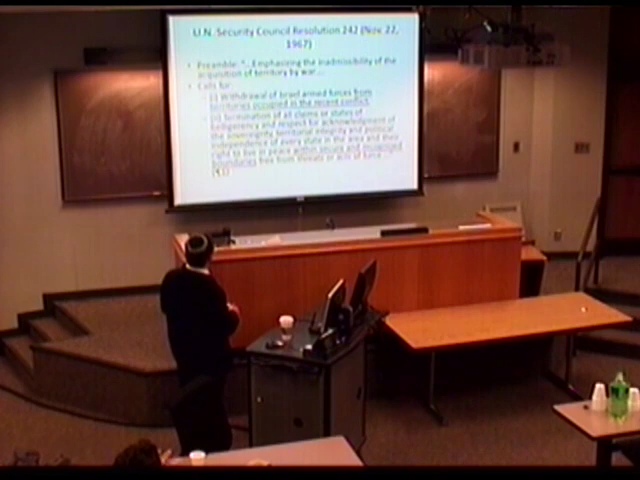 U.N. Security Council Resolution 242 (Nov. 22,
1967)
• Preamble: "... Emphasizing the inadmissibility of the
acquisition of territory by war...
• Calls for:
– (i) Withdrawal of Israel armed forces from
territories occupied in the recent conflict;
– (ii) termination of all claims or states of
belligerency and respect for acknowledgment of
the sovereignty, territorial integrity and political
independence of every state in the area and their
right to live in peace within secure and recognized
boundaries free from threats or acts of force...